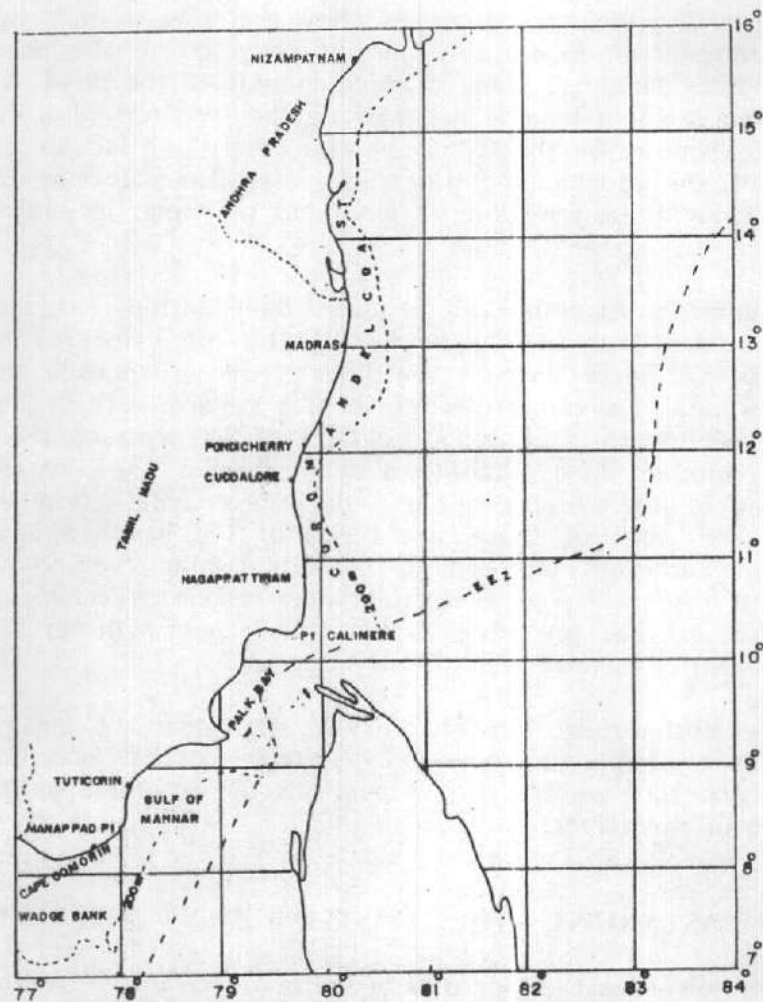 16°
NIZAMPATNAM
ANDHRA PRADESH
15°
14°
MADRAS
13°
COROMANDEL COAST
PONDICHERRY
12°
CUDDALORE
TAMIL NADU
11°
NAGAPPATTINAM
200m
EEZ
PT CALIMERE
10°
PALK BAY
9°
TUTICORIN
GULF OF
MANNAR
MANAPPAD PT
CAPE COMORIN
8°
200m
WADGE BANK
7°
77°
78°
79°
80°
81°
82°
83°
84°